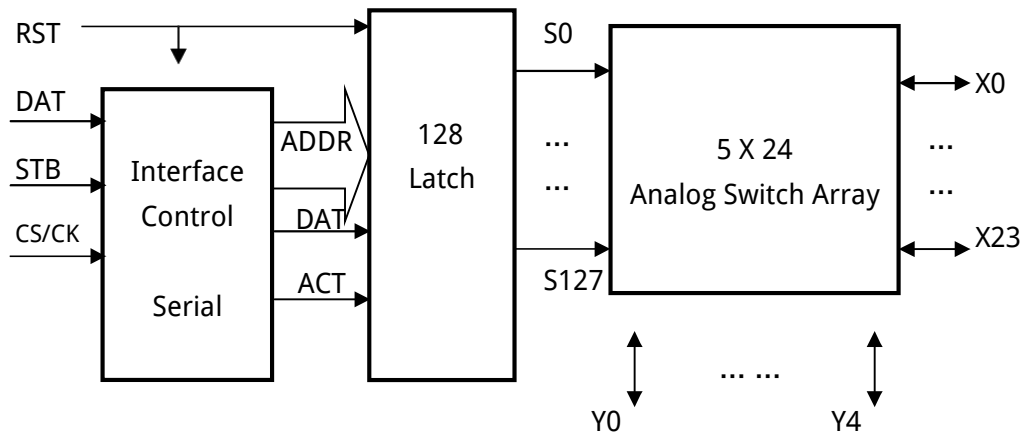 RST
DAT
STB
CS/CK
Interface
Control
Serial
ADDR
DAT
ACT
128
Latch
S0
...
...
S127
5 X 24
Analog Switch Array
X0
...
...
X23
Y0
... ...
Y4